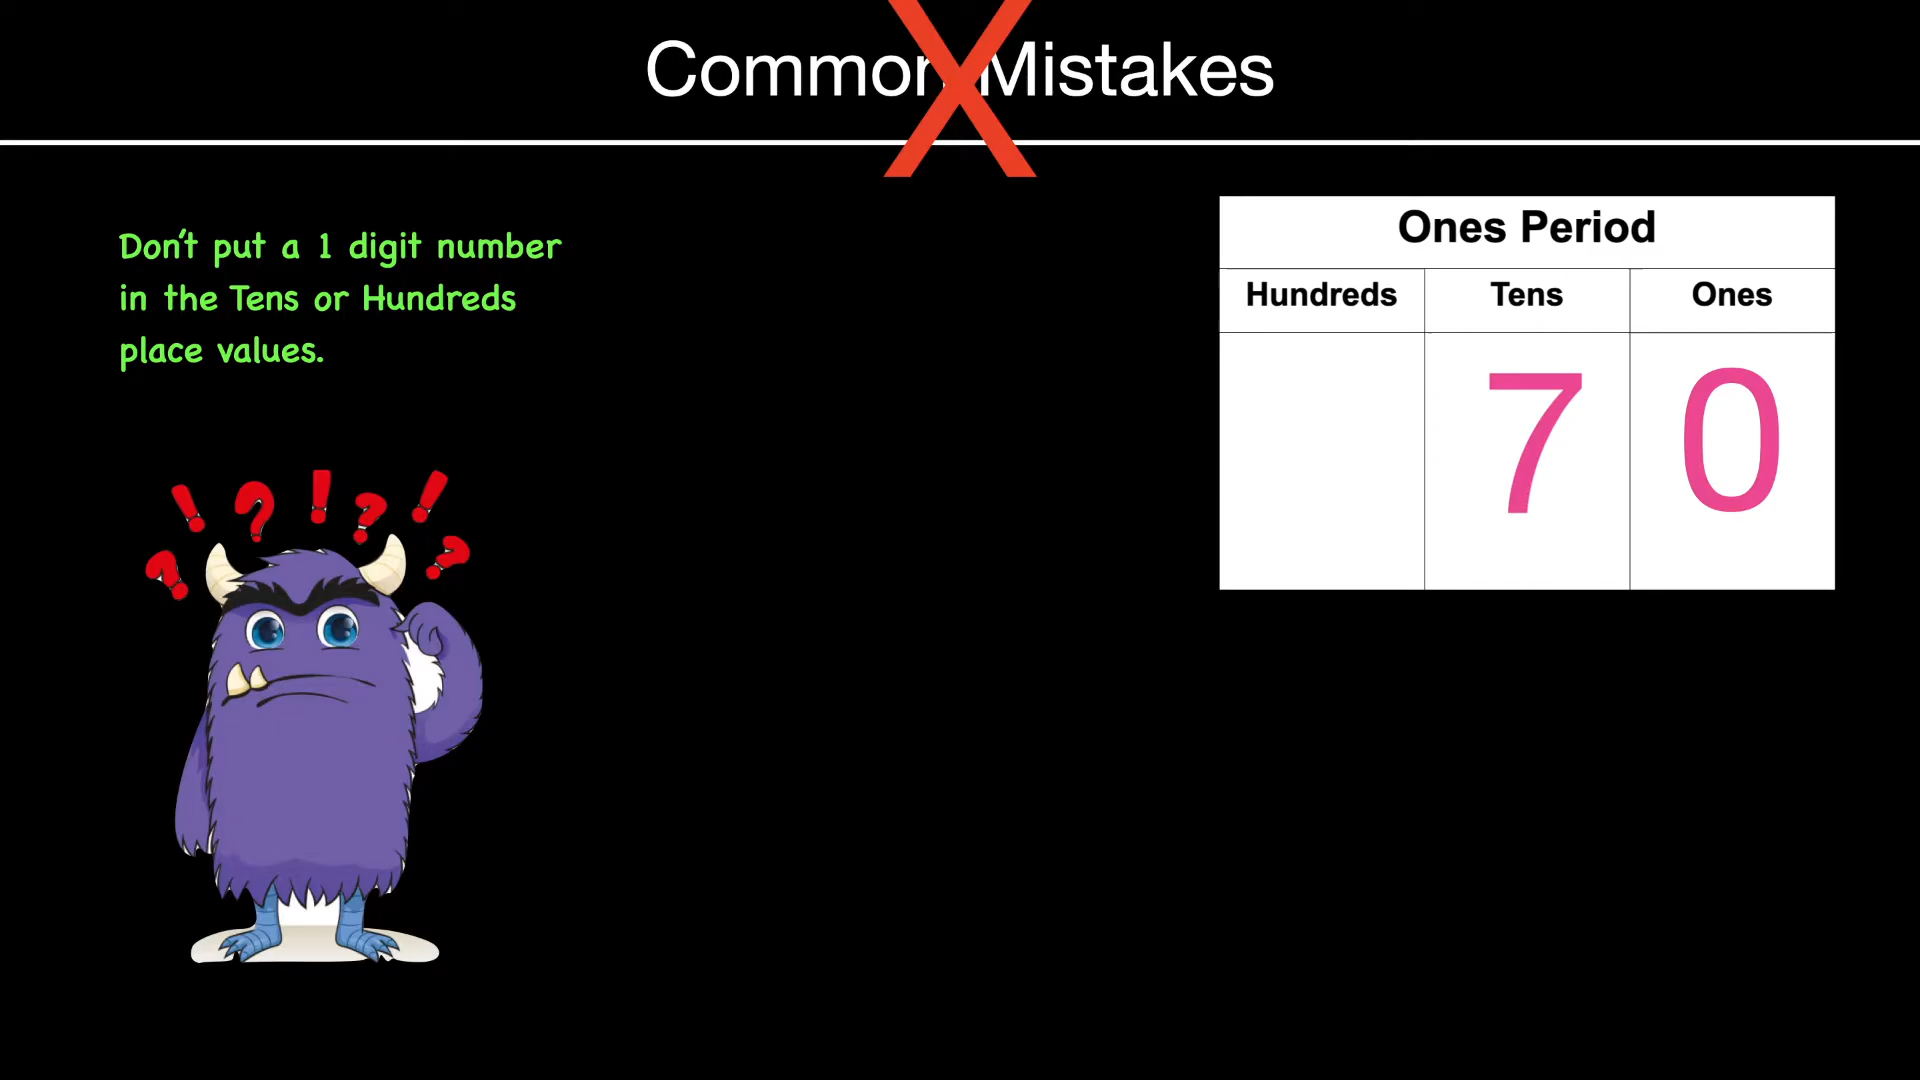 Common Mistakes
X
Don't put a 1 digit number
in the Tens or Hundreds
place values.
Ones Period
Hundreds Tens Ones
7 0
! ? ! ? !
? ?